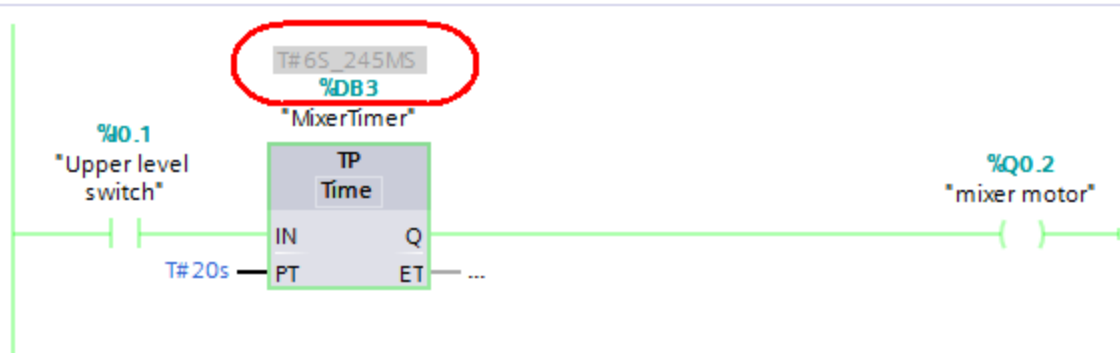 T#6S_245MS
%DB3
"MixerTimer"
%I0.1
"Upper level
switch"
TP
Time
%Q0.2
"mixer motor"
IN
Q
T#20s
PT
ET
...